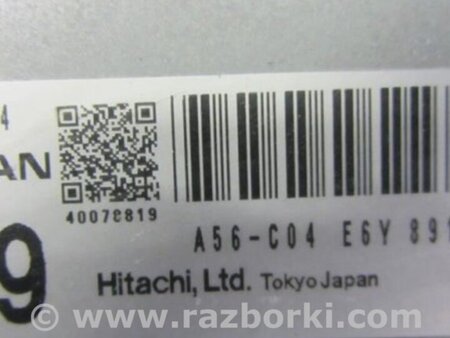 4
AN
40078819
A56-C04 E6Y 89
9
Hitachi, Ltd. Tokyo Japan
© www.razborki.com